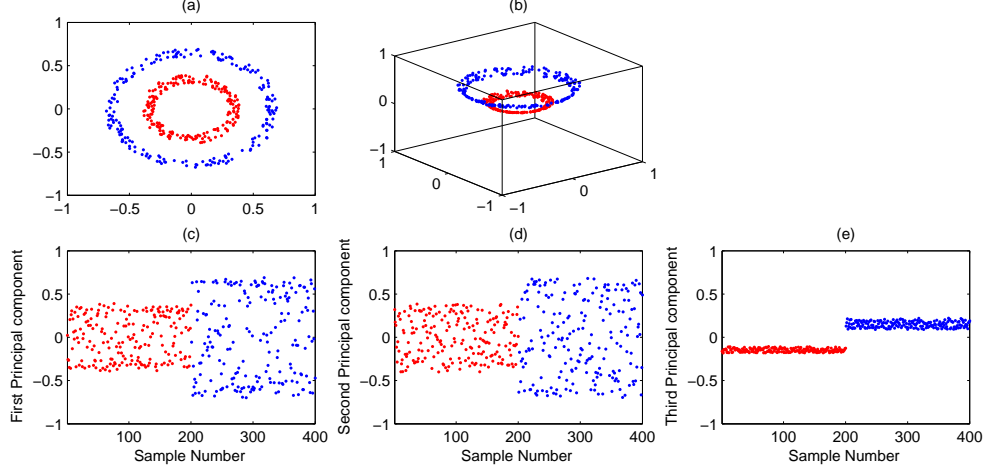 (a)
1
0.5
0
−0.5
−1
−1 −0.5 0 0.5 1
(b)
1
0
−1
1
0
−1
−1
0
1
(c)
First Principal component
1
0.5
0
−0.5
−1
100 200 300 400
Sample Number
(d)
Second Principal component
1
0.5
0
−0.5
−1
100 200 300 400
Sample Number
(e)
Third Principal component
1
0.5
0
−0.5
−1
100 200 300 400
Sample Number